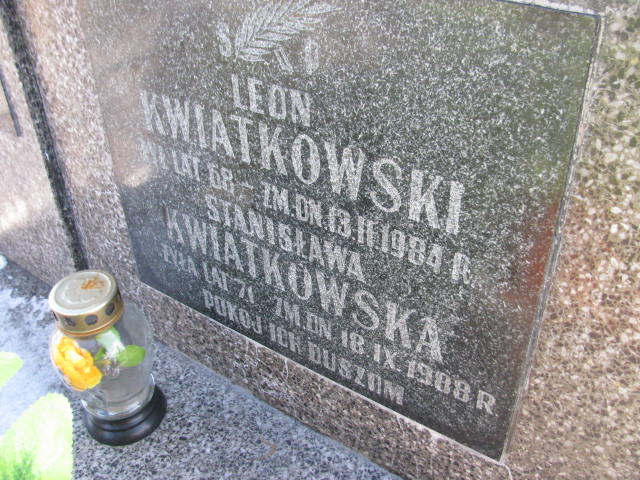 Ś P
LEON
KWIATKOWSKI
ŻYŁ LAT 68 - ZM. DN. 13.II.1984 R.
STANISŁAWA
KWIATKOWSKA
ŻYŁA LAT ZM. DN. 18.IX.1988 R.
POKÓJ ICH DUSZOM